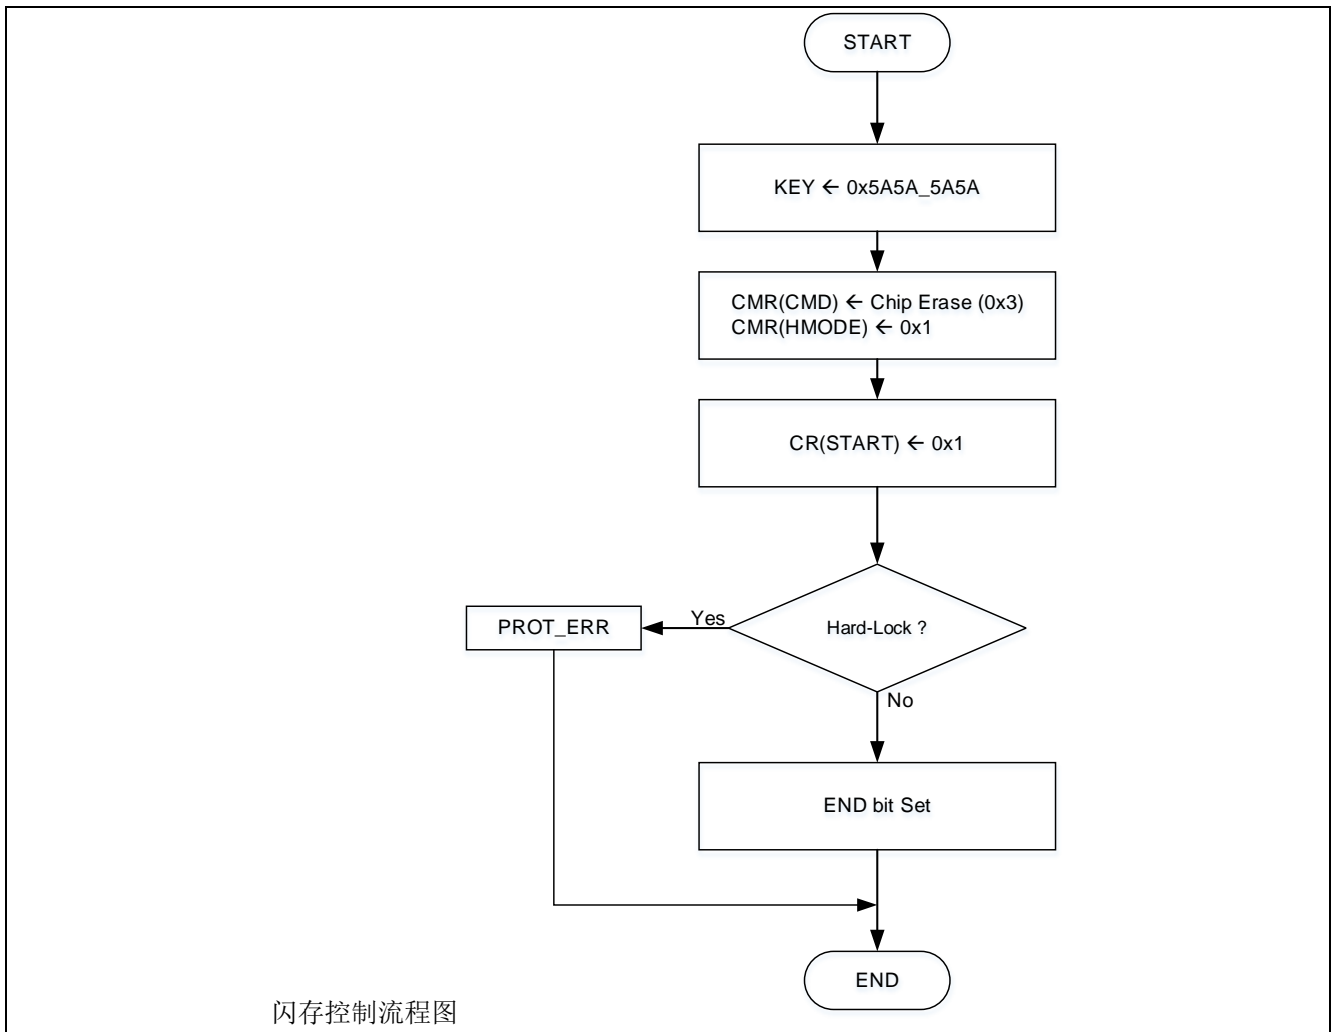 START
KEY ← 0x5A5A_5A5A
CMR(CMD) ← Chip Erase (0x3)
CMR(HMODE) ← 0x1
CR(START) ← 0x1
Hard-Lock ?
Yes
PROT_ERR
No
END bit Set
END
闪存控制流程图